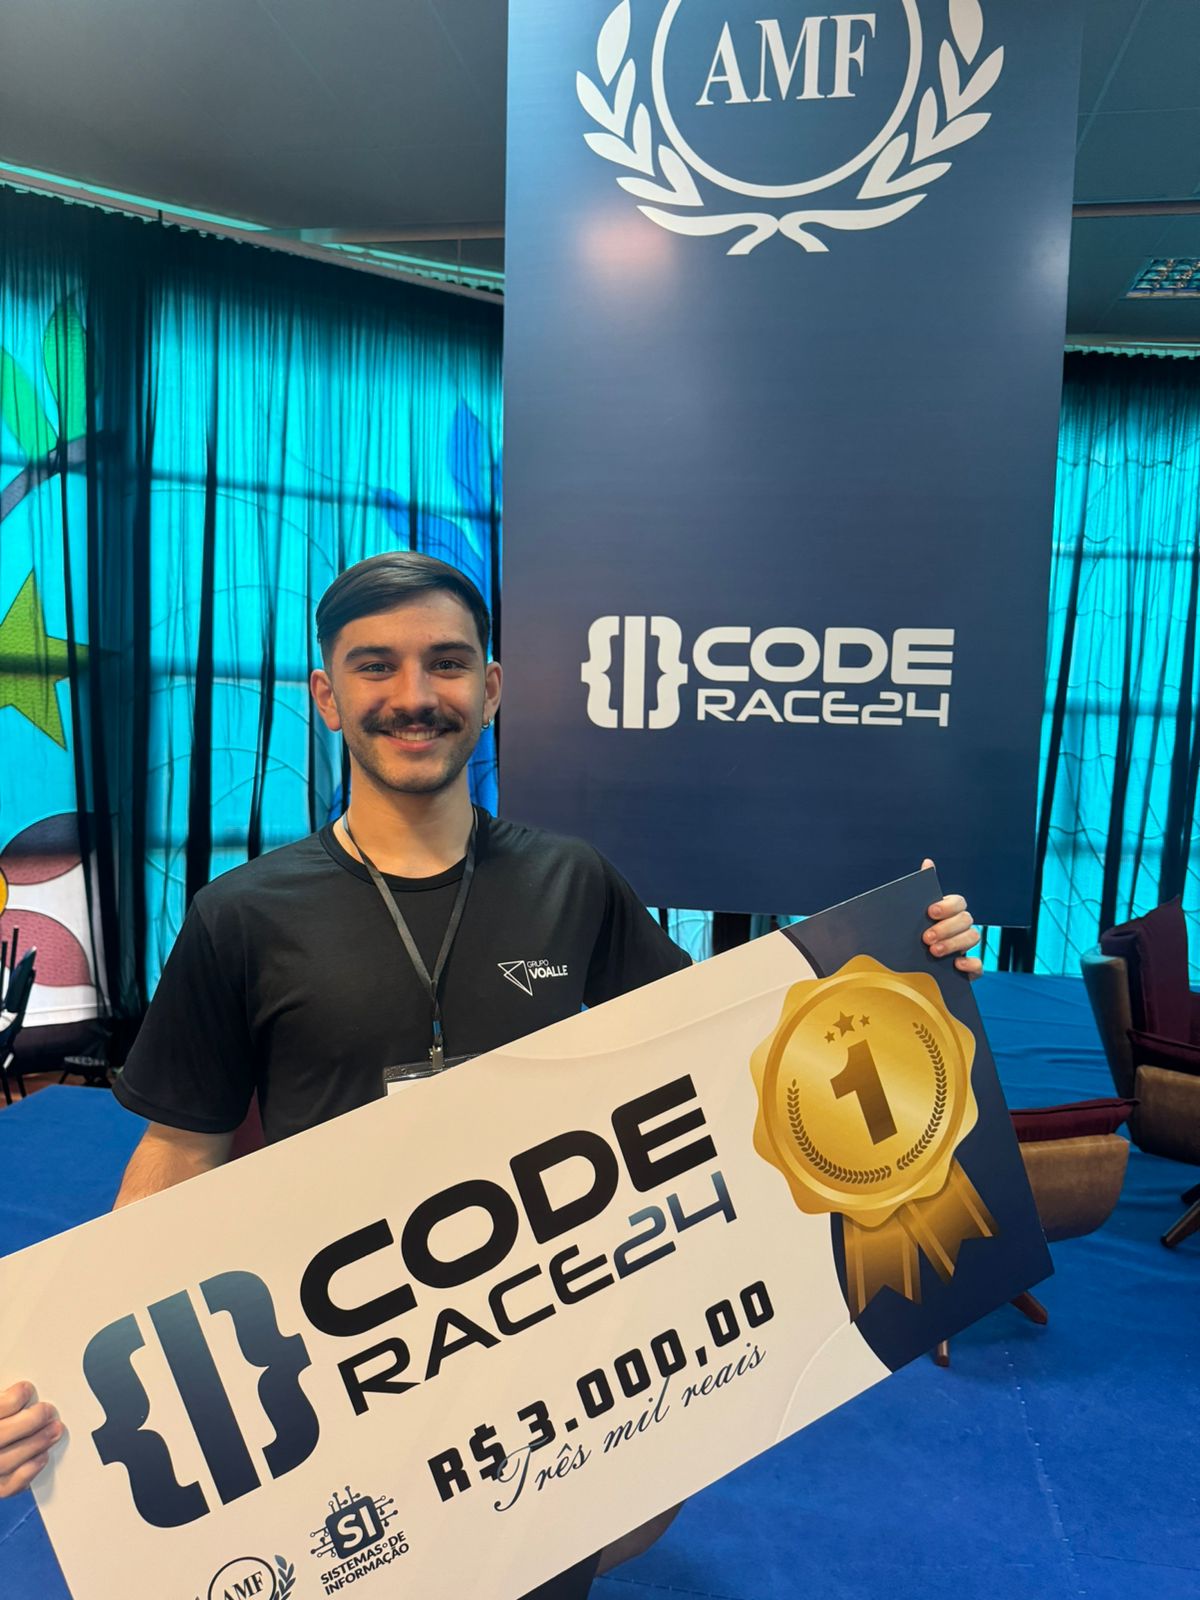 AMF
CODE
RACE24
GRUPO
VOALLE
1
CODE
RACE24
R$ 3.000,00
Três mil reais
SI
SISTEMAS DE
INFORMAÇÃO
AMF